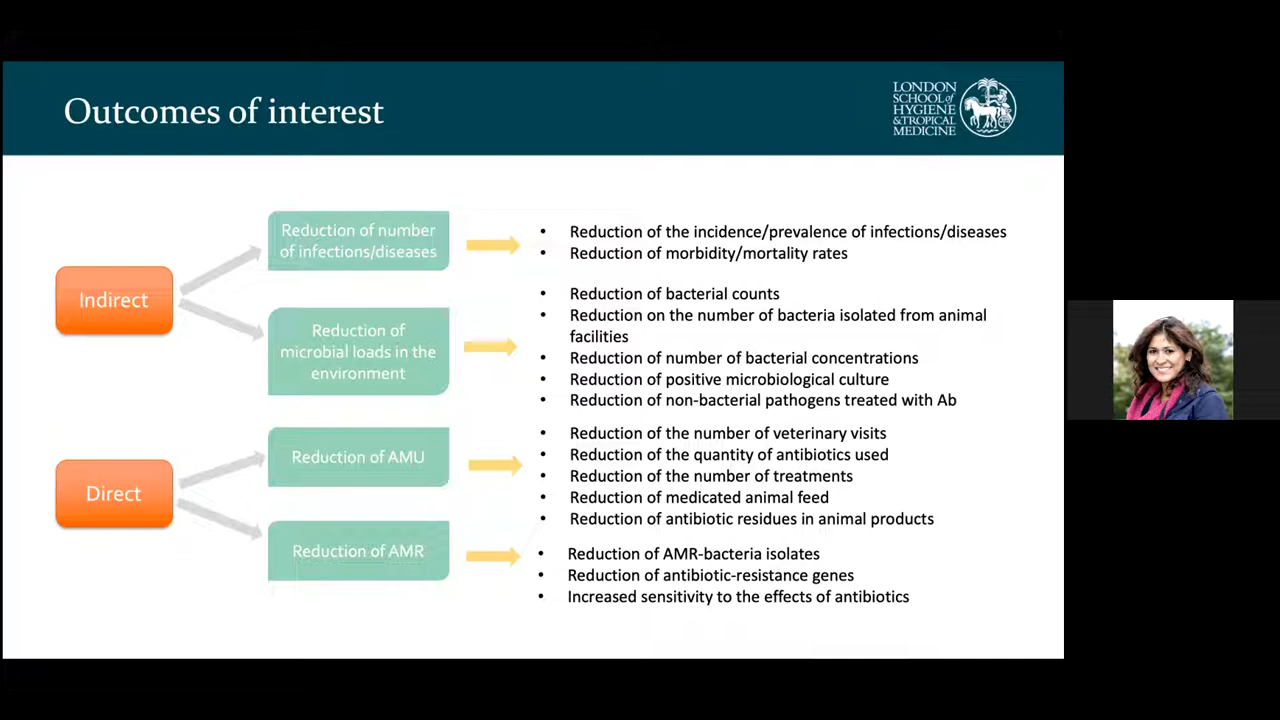 Outcomes of interest
LONDON
SCHOOL of
HYGIENE
& TROPICAL
MEDICINE
Indirect
Reduction of number
of infections/diseases
• Reduction of the incidence/prevalence of infections/diseases
• Reduction of morbidity/mortality rates
Reduction of
microbial loads in the
environment
• Reduction of bacterial counts
• Reduction on the number of bacteria isolated from animal
facilities
• Reduction of number of bacterial concentrations
• Reduction of positive microbiological culture
• Reduction of non-bacterial pathogens treated with Ab
Direct
Reduction of AMU
• Reduction of the number of veterinary visits
• Reduction of the quantity of antibiotics used
• Reduction of the number of treatments
• Reduction of medicated animal feed
• Reduction of antibiotic residues in animal products
Reduction of AMR
• Reduction of AMR-bacteria isolates
• Reduction of antibiotic-resistance genes
• Increased sensitivity to the effects of antibiotics